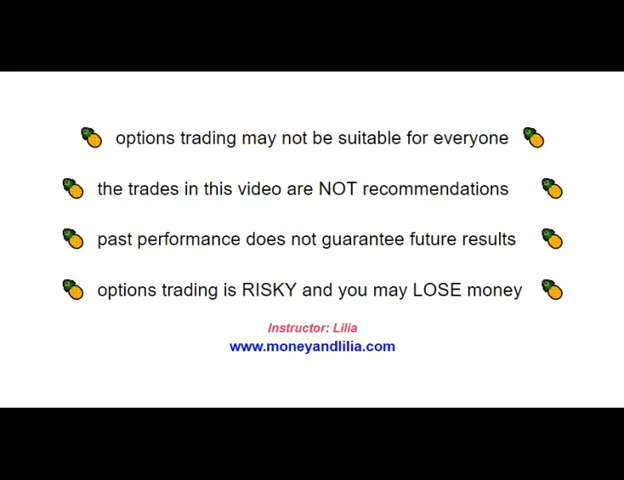 options trading may not be suitable for everyone
the trades in this video are NOT recommendations
past performance does not guarantee future results
options trading is RISKY and you may LOSE money
Instructor: Lilia
www.moneyandlilia.com